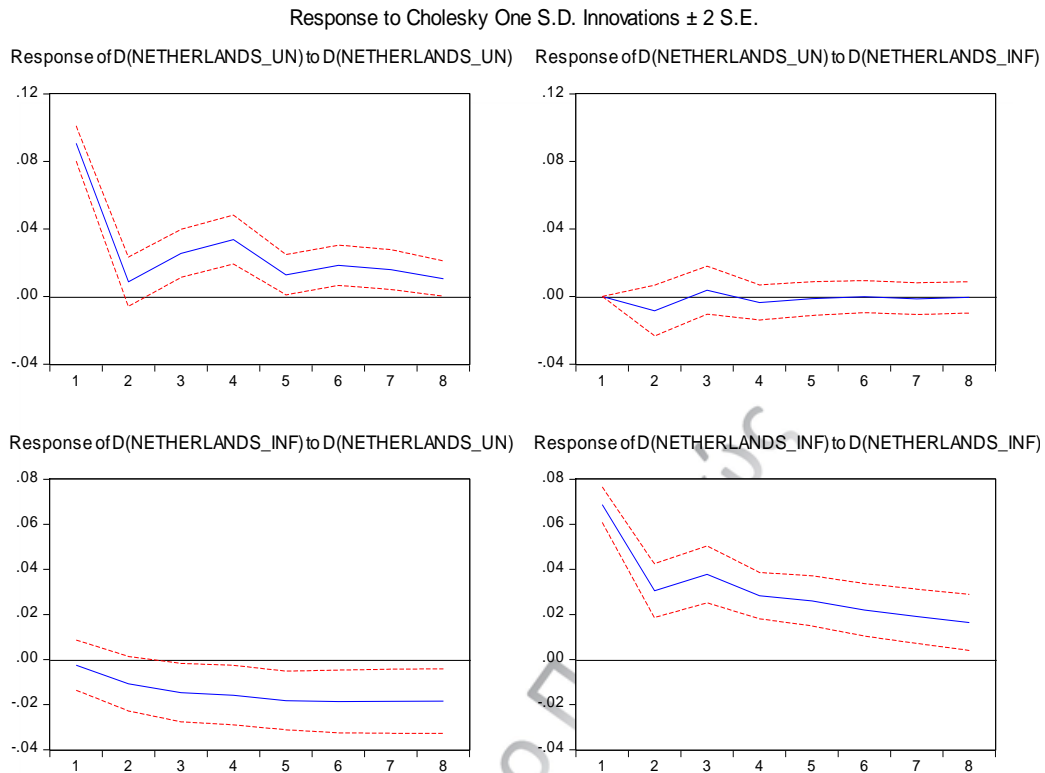 Response to Cholesky One S.D. Innovations ± 2 S.E.
Response of D(NETHERLANDS_UN) to D(NETHERLANDS_UN)
.12
.08
.04
.00
-.04
1 2 3 4 5 6 7 8
Response of D(NETHERLANDS_UN) to D(NETHERLANDS_INF)
.12
.08
.04
.00
-.04
1 2 3 4 5 6 7 8
Response of D(NETHERLANDS_INF) to D(NETHERLANDS_UN)
.08
.06
.04
.02
.00
-.02
-.04
1 2 3 4 5 6 7 8
Response of D(NETHERLANDS_INF) to D(NETHERLANDS_INF)
.08
.06
.04
.02
.00
-.02
-.04
1 2 3 4 5 6 7 8